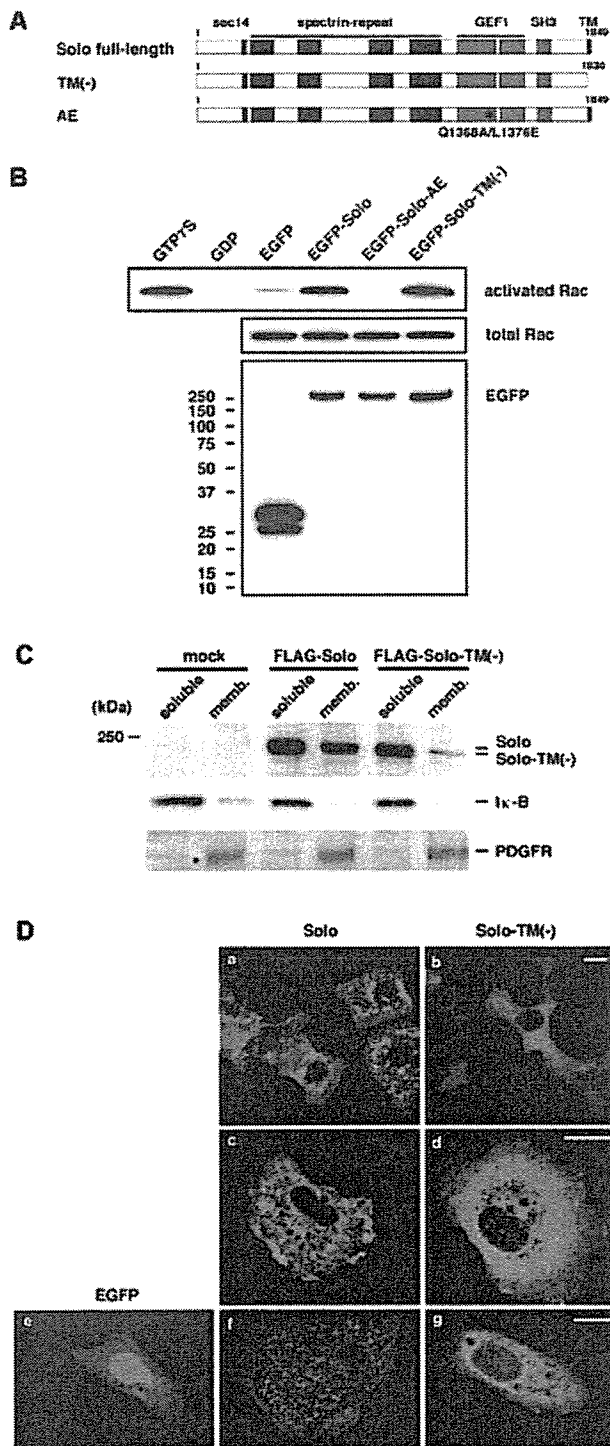 A
sec14 spectrin-repeat GEF1 SH3 TM
1 1849
Solo full-length
1 1830
TM(-)
1 1849
AE
Q1368A/L1376E
B
GTPγS GDP EGFP EGFP-Solo EGFP-Solo-AE EGFP-Solo-TM(-)
activated Rac
total Rac
EGFP
250
150
100
75
50
37
25
20
15
10
C
mock FLAG-Solo FLAG-Solo-TM(-)
soluble memb. soluble memb. soluble memb.
(kDa)
250
Solo
Solo-TM(-)
Iκ-B
PDGFR
D
Solo Solo-TM(-)
a b
c d
EGFP
e f g